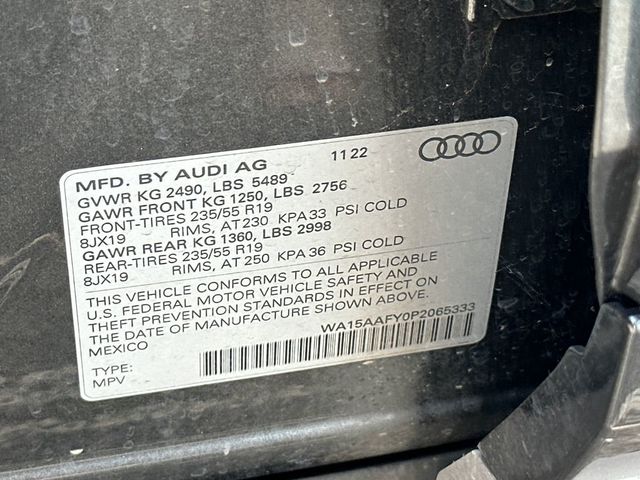 MFD. BY AUDI AG 11 22
GVWR KG 2490, LBS 5489
GAWR FRONT KG 1250, LBS 2756
FRONT-TIRES 235/55 R19
8JX19 RIMS, AT 230 KPA 33 PSI COLD
GAWR REAR KG 1360, LBS 2998
REAR-TIRES 235/55 R19
8JX19 RIMS, AT 250 KPA 36 PSI COLD
THIS VEHICLE CONFORMS TO ALL APPLICABLE
U.S. FEDERAL MOTOR VEHICLE SAFETY AND
THEFT PREVENTION STANDARDS IN EFFECT ON
THE DATE OF MANUFACTURE SHOWN ABOVE.
MEXICO WA15AAFY0P2065333
TYPE:
MPV